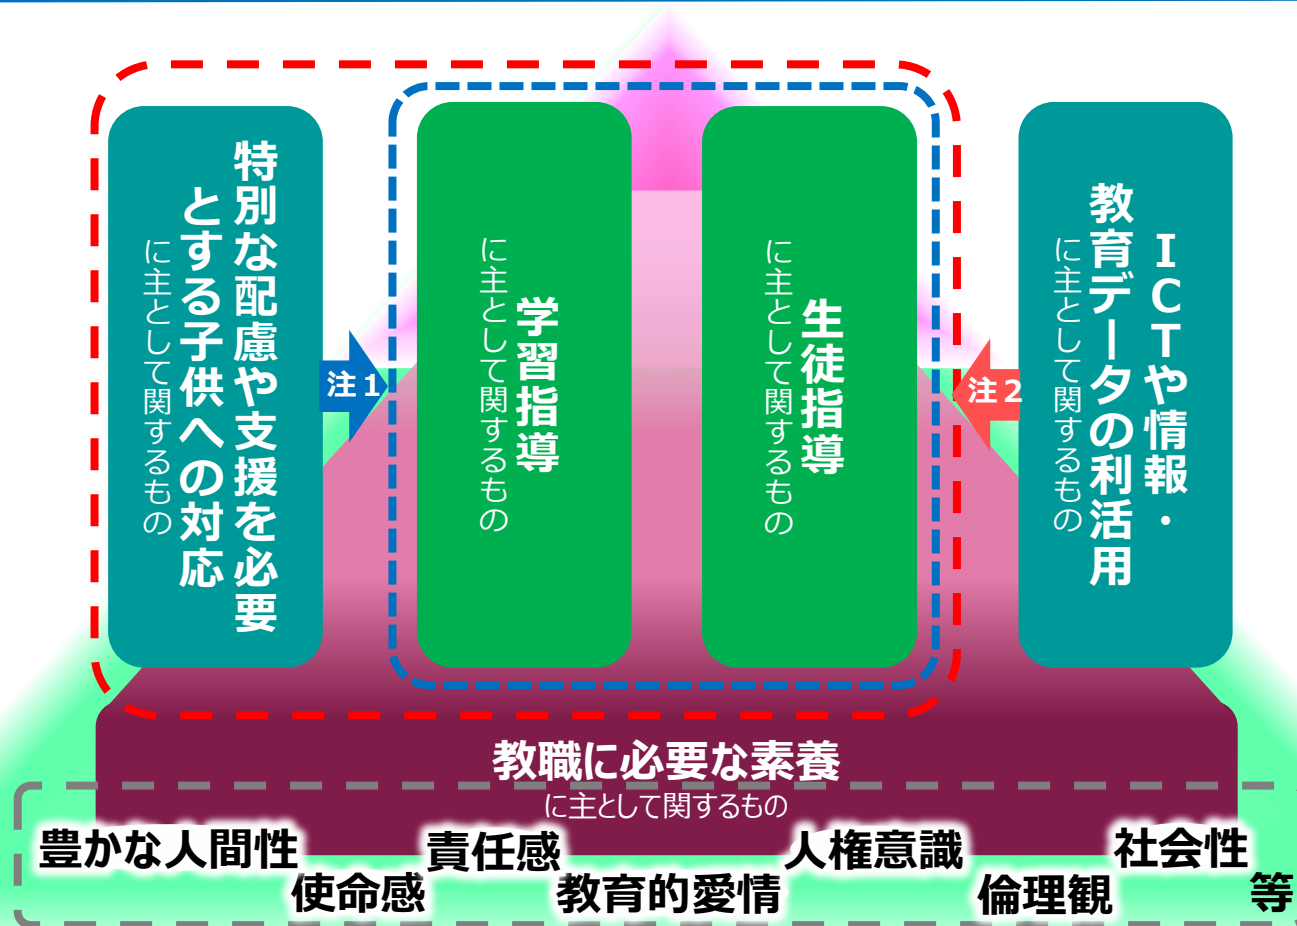 特別な配慮や支援を必要
とする子供への対応
に主として関するもの
注１
学習指導
に主として関するもの
生徒指導
に主として関するもの
注２
ＩＣＴや情報・
教育データの利活用
に主として関するもの
教職に必要な素養
に主として関するもの
豊かな人間性
使命感
責任感
教育的愛情
人権意識
倫理観
社会性
等